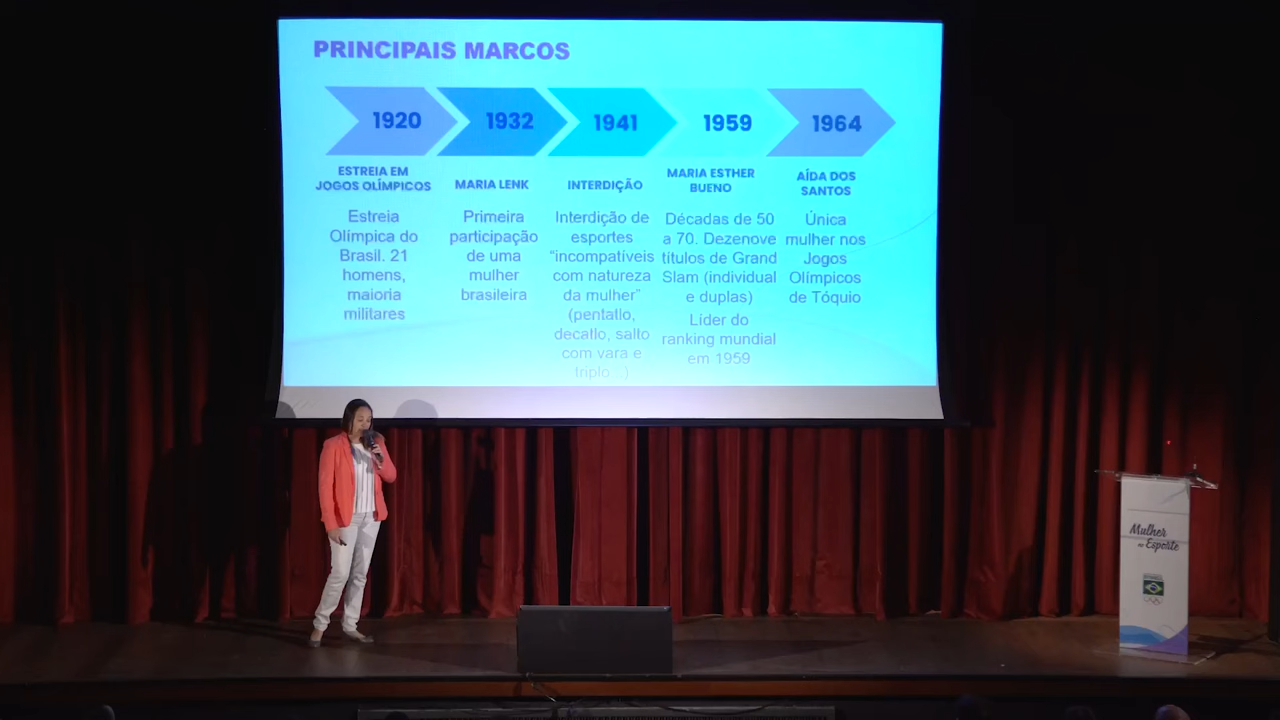 PRINCIPAIS MARCOS
1920
1932
1941
1959
1964
ESTREIA EM
JOGOS OLÍMPICOS
Estreia
Olímpica do
Brasil. 21
homens,
maioria
militares
MARIA LENK
Primeira
participação
de uma
mulher
brasileira
INTERDIÇÃO
Interdição de
esportes
“incompatíveis
com natureza
da mulher”
(pentatlo,
decatlo, salto
com vara e
triplo...)
MARIA ESTHER
BUENO
Décadas de 50
a 70. Dezenove
títulos de Grand
Slam (individual
e duplas)
Líder do
ranking mundial
em 1959
AÍDA DOS
SANTOS
Única
mulher nos
Jogos
Olímpicos
de Tóquio
Mulher
no Esporte